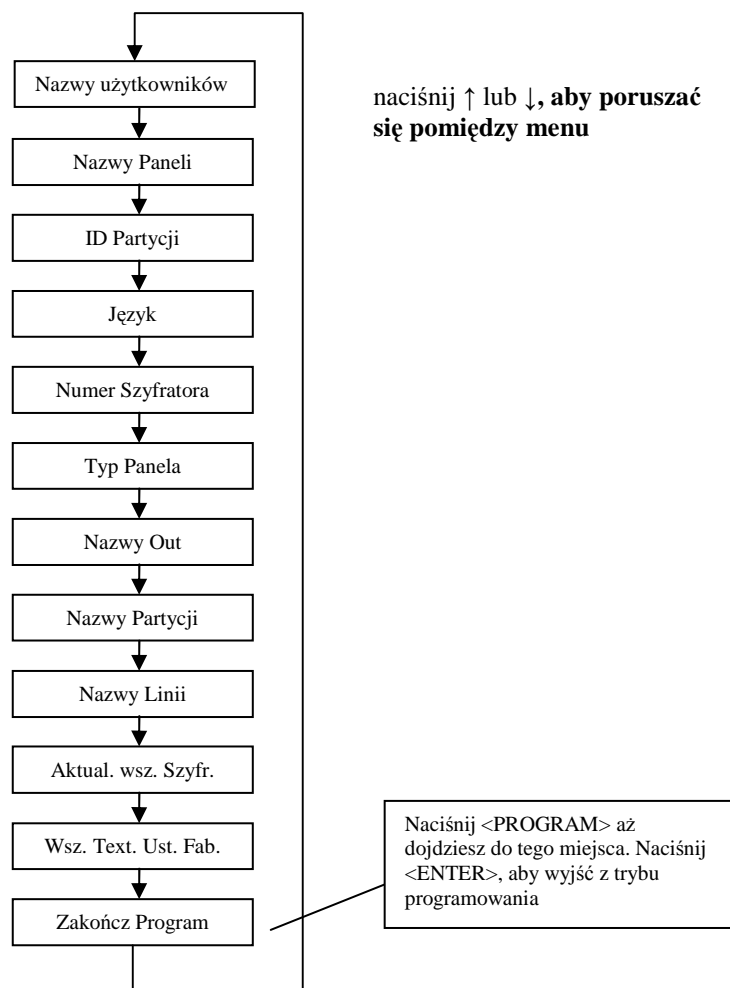 Nazwy użytkowników
naciśnij ↑ lub ↓, aby poruszać
się pomiędzy menu
Nazwy Paneli
ID Partycji
Język
Numer Szyfratora
Typ Panela
Nazwy Out
Nazwy Partycji
Nazwy Linii
Aktual. wsz. Szyfr.
Wsz. Text. Ust. Fab.
Zakończ Program
Naciśnij <PROGRAM> aż
dojdziesz do tego miejsca. Naciśnij
<ENTER>, aby wyjść z trybu
programowania